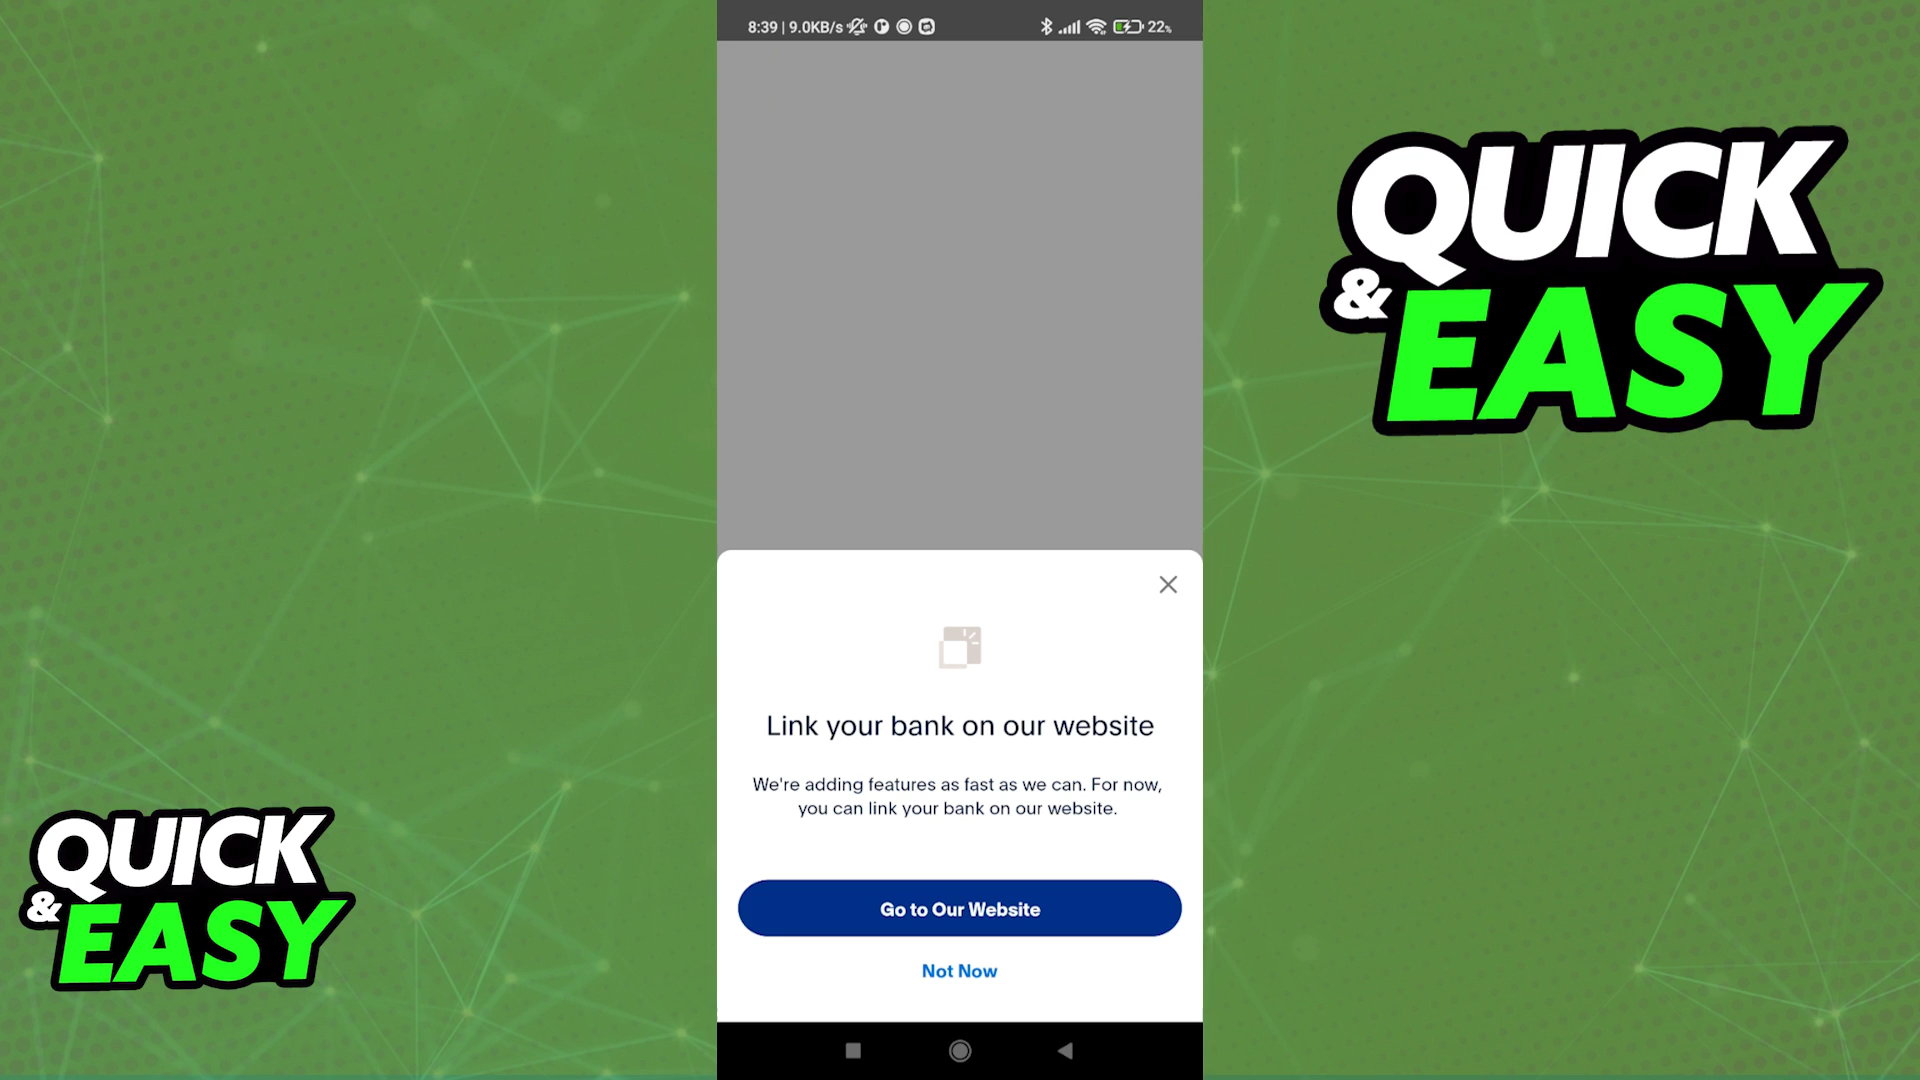 8:39 | 9.0KB/s
22%
QUICK
& EASY
Link your bank on our website
We're adding features as fast as we can. For now,
you can link your bank on our website.
QUICK
& EASY
Go to Our Website
Not Now